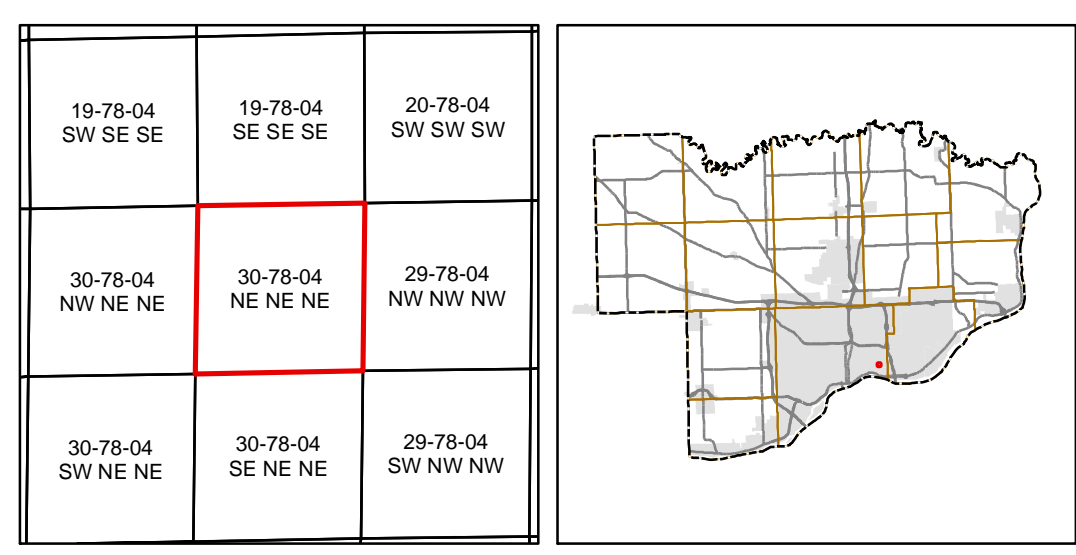 19-78-04
SW SE SE
19-78-04
SE SE SE
20-78-04
SW SW SW
30-78-04
NW NE NE
30-78-04
NE NE NE
29-78-04
NW NW NW
30-78-04
SW NE NE
30-78-04
SE NE NE
29-78-04
SW NW NW